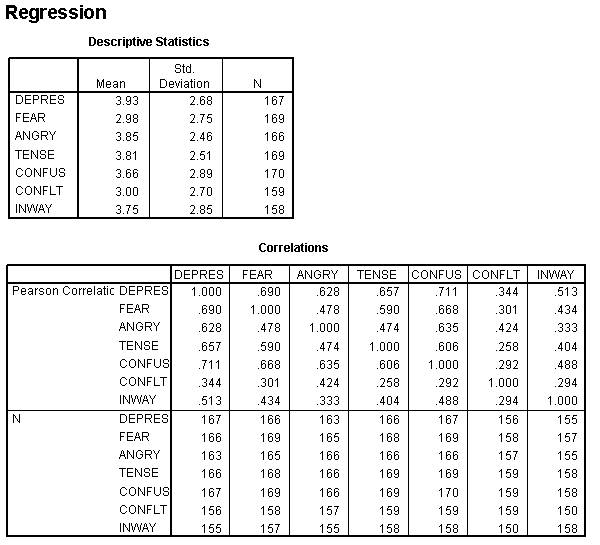 Regression
Descriptive Statistics
Std.
Mean Deviation N
DEPRES 3.93 2.68 167
FEAR 2.98 2.75 169
ANGRY 3.85 2.46 166
TENSE 3.81 2.51 169
CONFUS 3.66 2.89 170
CONFLT 3.00 2.70 159
INWAY 3.75 2.85 158
Correlations
DEPRES FEAR ANGRY TENSE CONFUS CONFLT INWAY
Pearson Correlatic DEPRES 1.000 .690 .628 .657 .711 .344 .513
FEAR .690 1.000 .478 .590 .668 .301 .434
ANGRY .628 .478 1.000 .474 .635 .424 .333
TENSE .657 .590 .474 1.000 .606 .258 .404
CONFUS .711 .668 .635 .606 1.000 .292 .488
CONFLT .344 .301 .424 .258 .292 1.000 .294
INWAY .513 .434 .333 .404 .488 .294 1.000
N DEPRES 167 166 163 166 167 156 155
FEAR 166 169 165 168 169 158 157
ANGRY 163 165 166 166 166 157 155
TENSE 166 168 166 169 169 159 158
CONFUS 167 169 166 169 170 159 158
CONFLT 156 158 157 159 159 159 150
INWAY 155 157 155 158 158 150 158